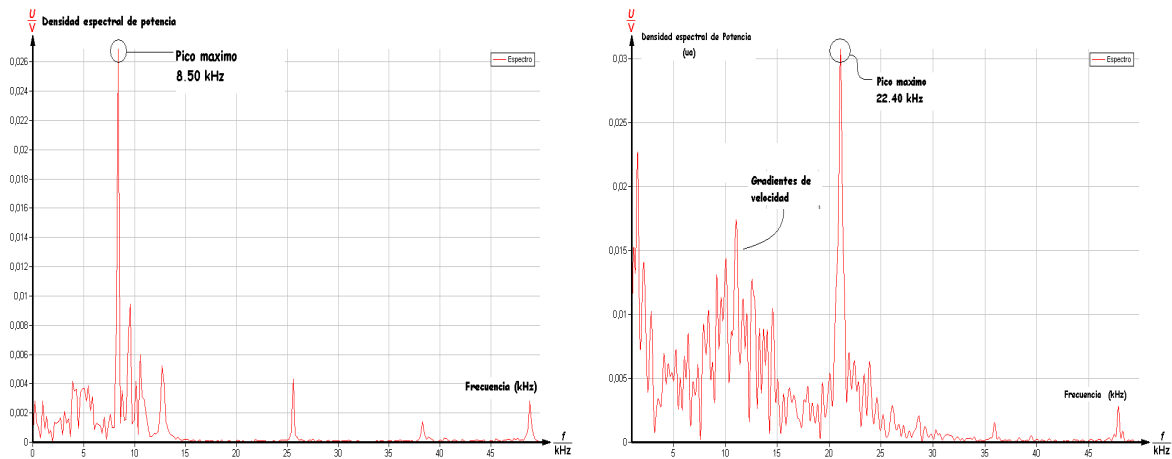 U
V
Densidad espectral de potencia
Pico maximo
8.50 kHz
Espectro
0,026
0,024
0,022
0,02
0,018
0,016
0,014
0,012
0,01
0,008
0,006
0,004
0,002
0
Frecuencia (kHz)
0
5
10
15
20
25
30
35
40
45
f
kHz
U
V
Densidad espectral de Potencia
(ua)
Pico maximo
22.40 kHz
Espectro
Gradientes de
velocidad
0,03
0,025
0,02
0,015
0,01
0,005
0
Frecuencia (kHz)
5
10
15
20
25
30
35
40
45
f
kHz